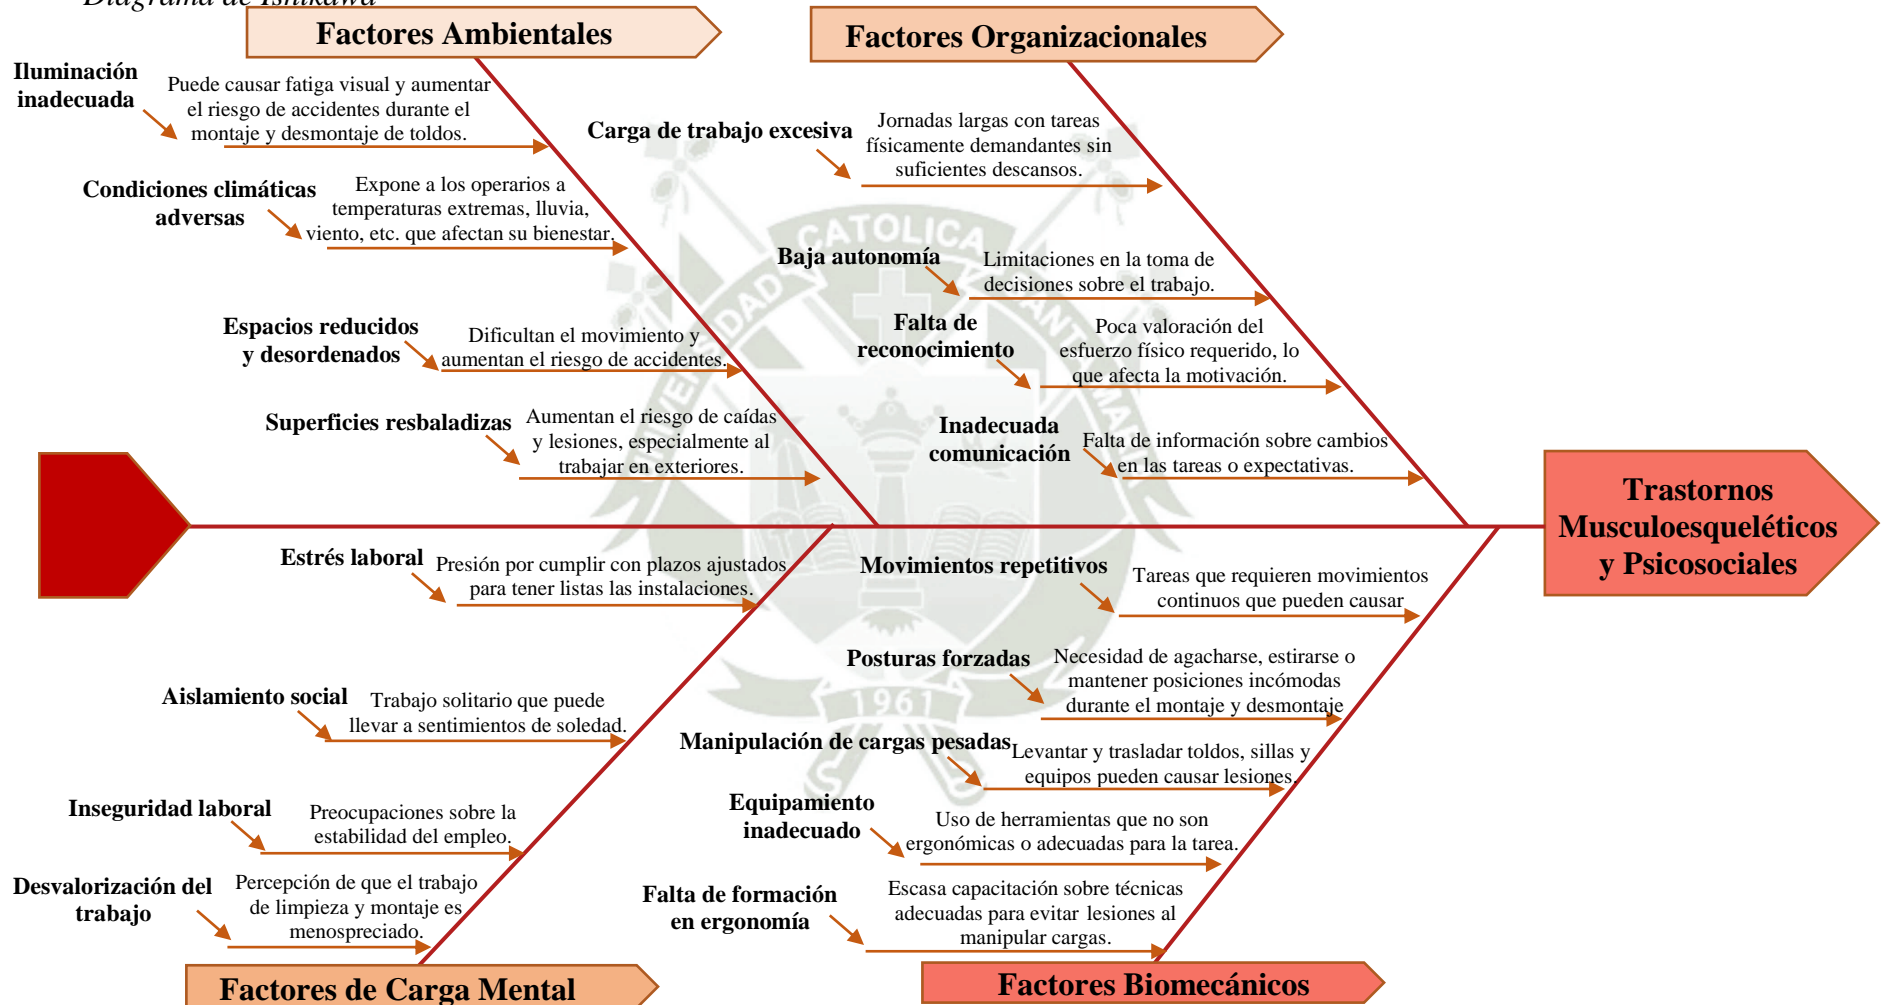 Diagrama de Ishikawa
Factores Ambientales
Iluminación
inadecuada
Puede causar fatiga visual y aumentar
el riesgo de accidentes durante el
montaje y desmontaje de toldos.
Condiciones climáticas
adversas
Expone a los operarios a
temperaturas extremas, lluvia,
viento, etc. que afectan su bienestar.
Espacios reducidos
y desordenados
Dificultan el movimiento y
aumentan el riesgo de accidentes.
Superficies resbaladizas
Aumentan el riesgo de caídas
y lesiones, especialmente al
trabajar en exteriores.
Factores Organizacionales
Carga de trabajo excesiva
Jornadas largas con tareas
físicamente demandantes sin
suficientes descansos.
Baja autonomía
Limitaciones en la toma de
decisiones sobre el trabajo.
Falta de
reconocimiento
Poca valoración del
esfuerzo físico requerido, lo
que afecta la motivación.
Inadecuada
comunicación
Falta de información sobre cambios
en las tareas o expectativas.
Trastornos
Musculoesqueléticos
y Psicosociales
Estrés laboral
Presión por cumplir con plazos ajustados
para tener listas las instalaciones.
Aislamiento social
Trabajo solitario que puede
llevar a sentimientos de soledad.
Inseguridad laboral
Preocupaciones sobre la
estabilidad del empleo.
Desvalorización del
trabajo
Percepción de que el trabajo
de limpieza y montaje es
menospreciado.
Factores de Carga Mental
Movimientos repetitivos
Tareas que requieren movimientos
continuos que pueden causar
Posturas forzadas
Necesidad de agacharse, estirarse o
mantener posiciones incómodas
durante el montaje y desmontaje
Manipulación de cargas pesadas
Levantar y trasladar toldos, sillas y
equipos pueden causar lesiones.
Equipamiento
inadecuado
Uso de herramientas que no son
ergonómicas o adecuadas para la tarea.
Falta de formación
en ergonomía
Escasa capacitación sobre técnicas
adecuadas para evitar lesiones al
manipular cargas.
Factores Biomecánicos
CATOLICA
1961